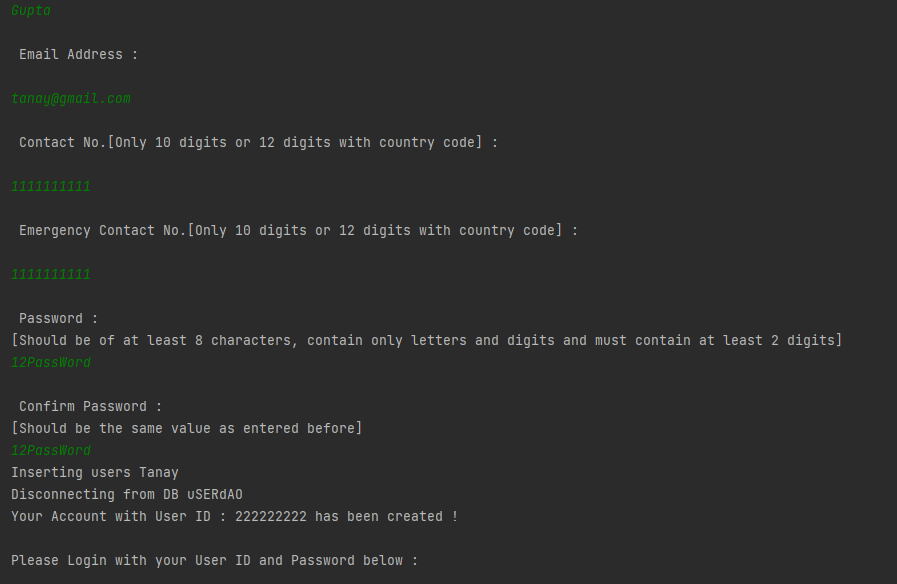 Gupta
Email Address :
tanay@gmail.com
Contact No.[Only 10 digits or 12 digits with country code] :
1111111111
Emergency Contact No.[Only 10 digits or 12 digits with country code] :
1111111111
Password :
[Should be of at least 8 characters, contain only letters and digits and must contain at least 2 digits]
12PassWord
Confirm Password :
[Should be the same value as entered before]
12PassWord
Inserting users Tanay
Disconnecting from DB uSERdAO
Your Account with User ID : 222222222 has been created !
Please Login with your User ID and Password below :